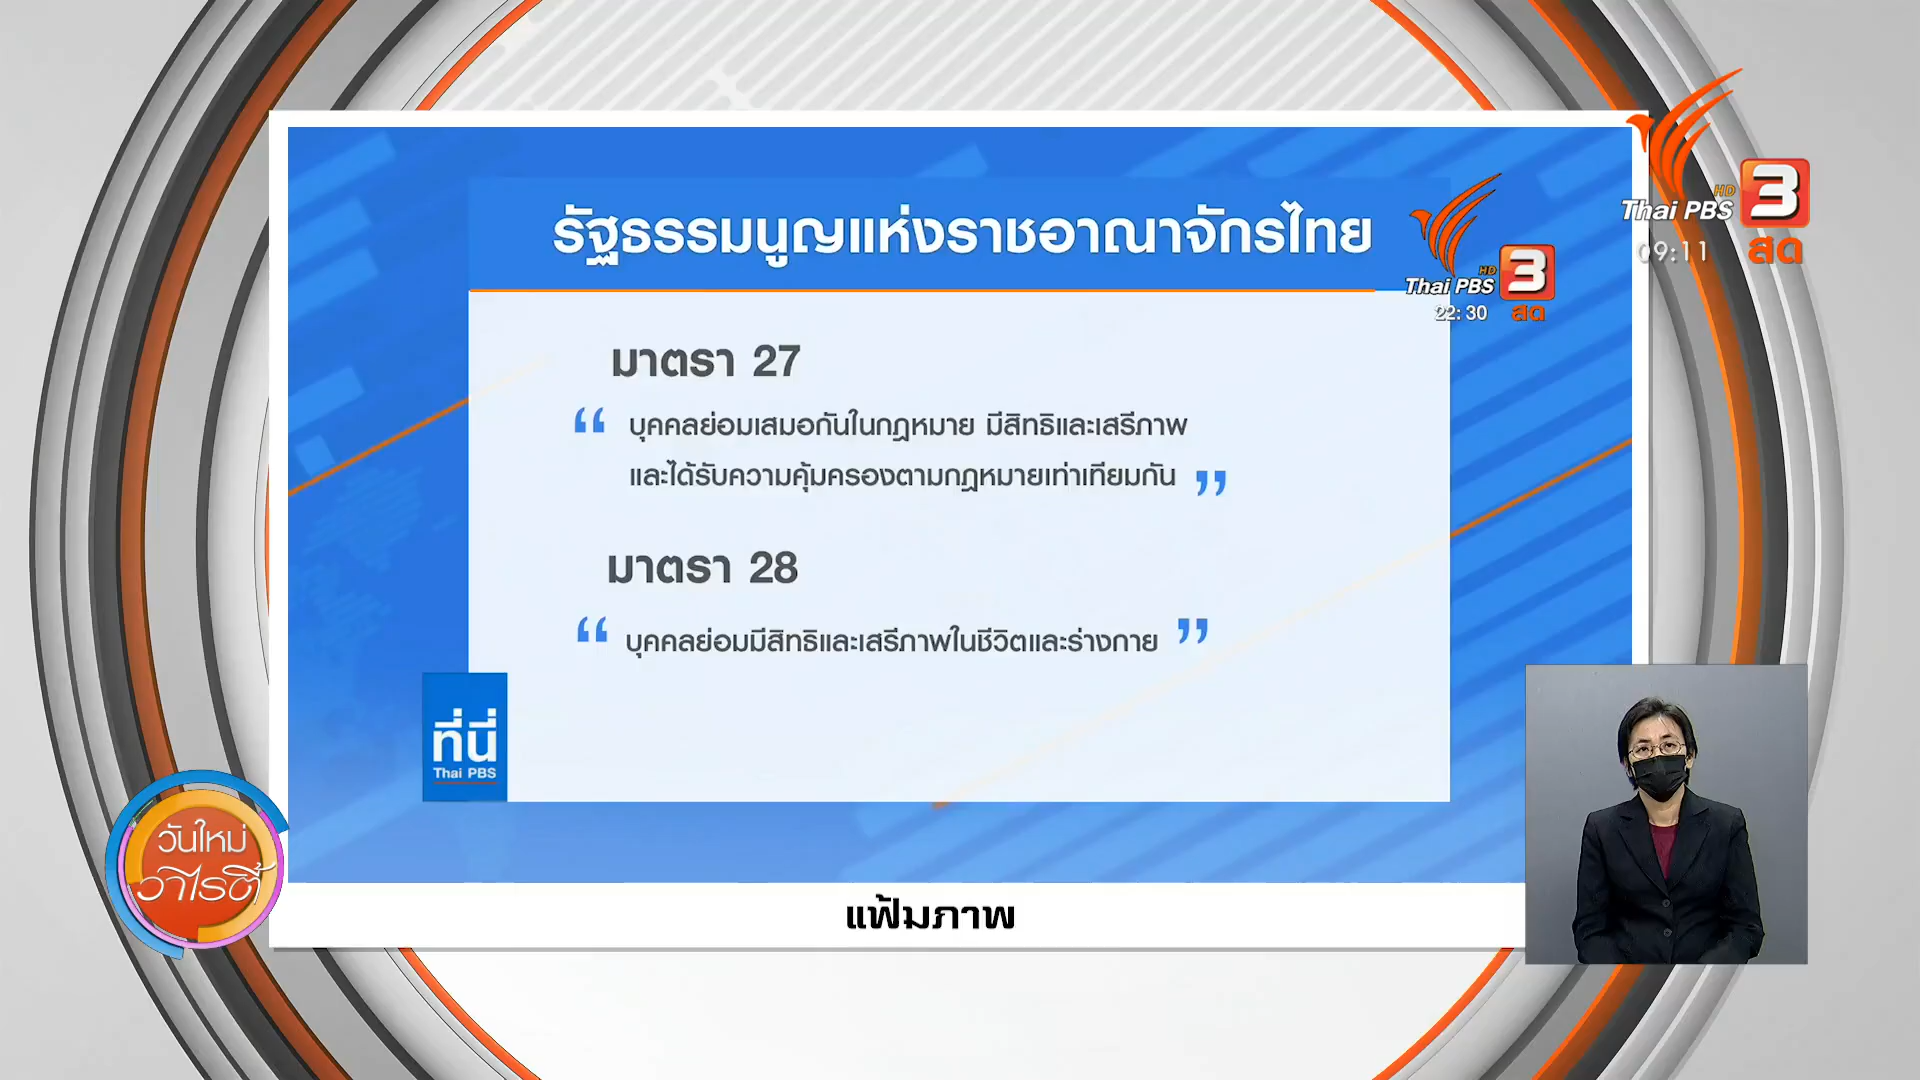 รัฐธรรมนูญแห่งราชอาณาจักรไทย
HD
Thai PBS 3
22:30 สด
HD
Thai PBS 3
09:11 สด
มาตรา 27
“ บุคคลย่อมเสมอกันในกฎหมาย มีสิทธิและเสรีภาพ
และได้รับความคุ้มครองตามกฎหมายเท่าเทียมกัน ”
มาตรา 28
“ บุคคลย่อมมีสิทธิและเสรีภาพในชีวิตและร่างกาย ”
ที่นี่
Thai PBS
วันใหม่
วาไรตี้
แฟ้มภาพ